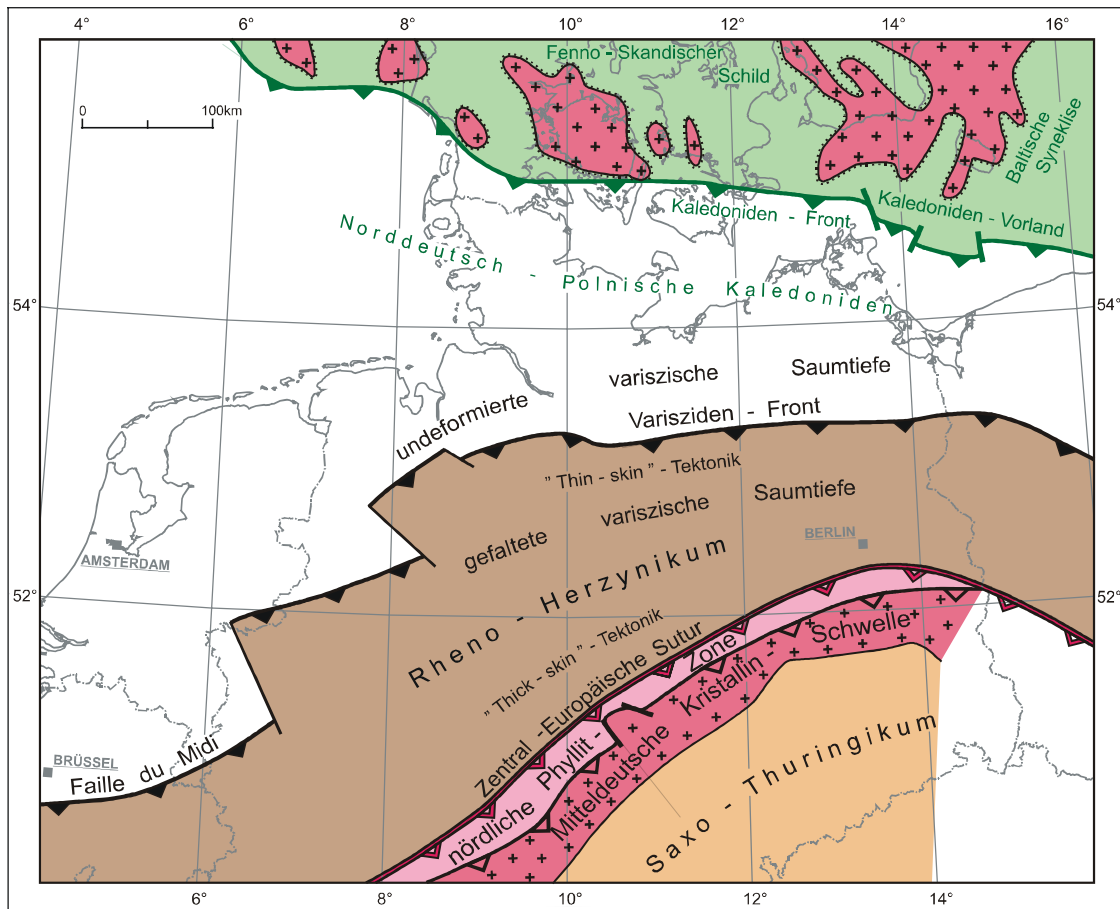 4° 6° 8° 10° 12° 14° 16°
Fenno - Skandischer
Schild
0 100km
Baltische
Syneklise
Kaledoniden - Front
Kaledoniden - Vorland
Norddeutsch - Polnische Kaledoniden
54° 54°
variszische Saumtiefe
undeformierte
Varisziden - Front
" Thin - skin " - Tektonik
gefaltete variszische Saumtiefe
BERLIN
AMSTERDAM
Rheno - Herzynikum
52° 52°
" Thick - skin " - Tektonik
Zentral - Europäische Sutur
nördliche Phyllit - Zone
Mitteldeutsche Kristallin - Schwelle
Saxo - Thuringikum
BRÜSSEL
Faille du Midi
6° 8° 10° 12° 14°